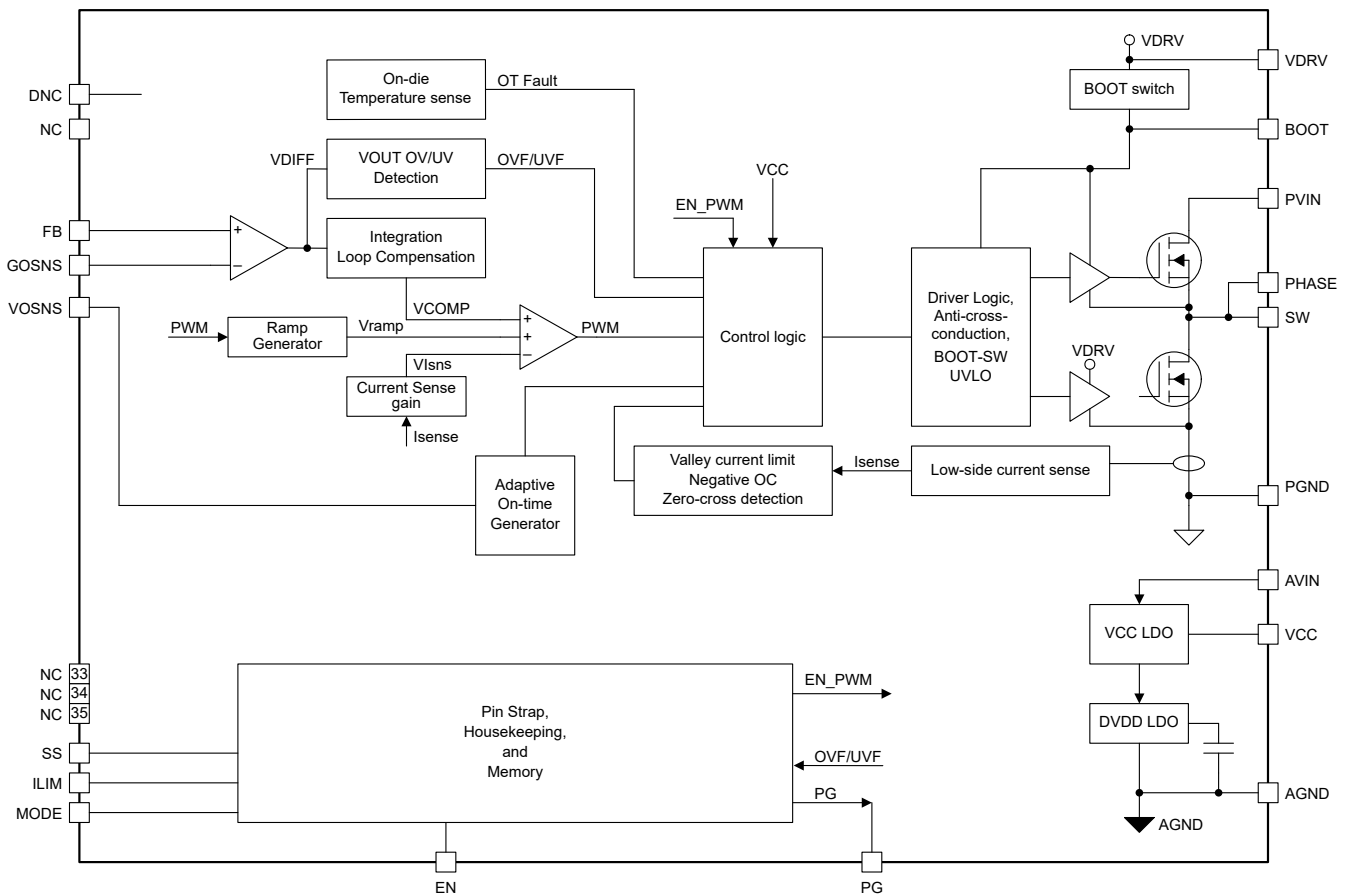 VDRV
VDRV
BOOT switch
BOOT
DNC
NC
On-die
Temperature sense
OT Fault
VDIFF
VOUT OV/UV
Detection
OVF/UVF
VCC
EN_PWM
PVIN
FB
GOSNS
+
−
Integration
Loop Compensation
VOSNS
PHASE
SW
VCOMP
PWM
Ramp
Generator
Vramp
+
+
−
PWM
Control logic
Driver Logic,
Anti-cross-
conduction,
BOOT-SW
UVLO
VDRV
VIsns
Current Sense
gain
Isense
Adaptive
On-time
Generator
Valley current limit
Negative OC
Zero-cross detection
Isense
Low-side current sense
PGND
AVIN
VCC LDO
VCC
DVDD LDO
AGND
AGND
NC 33
NC 34
NC 35
SS
ILIM
MODE
Pin Strap,
Housekeeping,
and
Memory
EN_PWM
OVF/UVF
PG
EN
PG